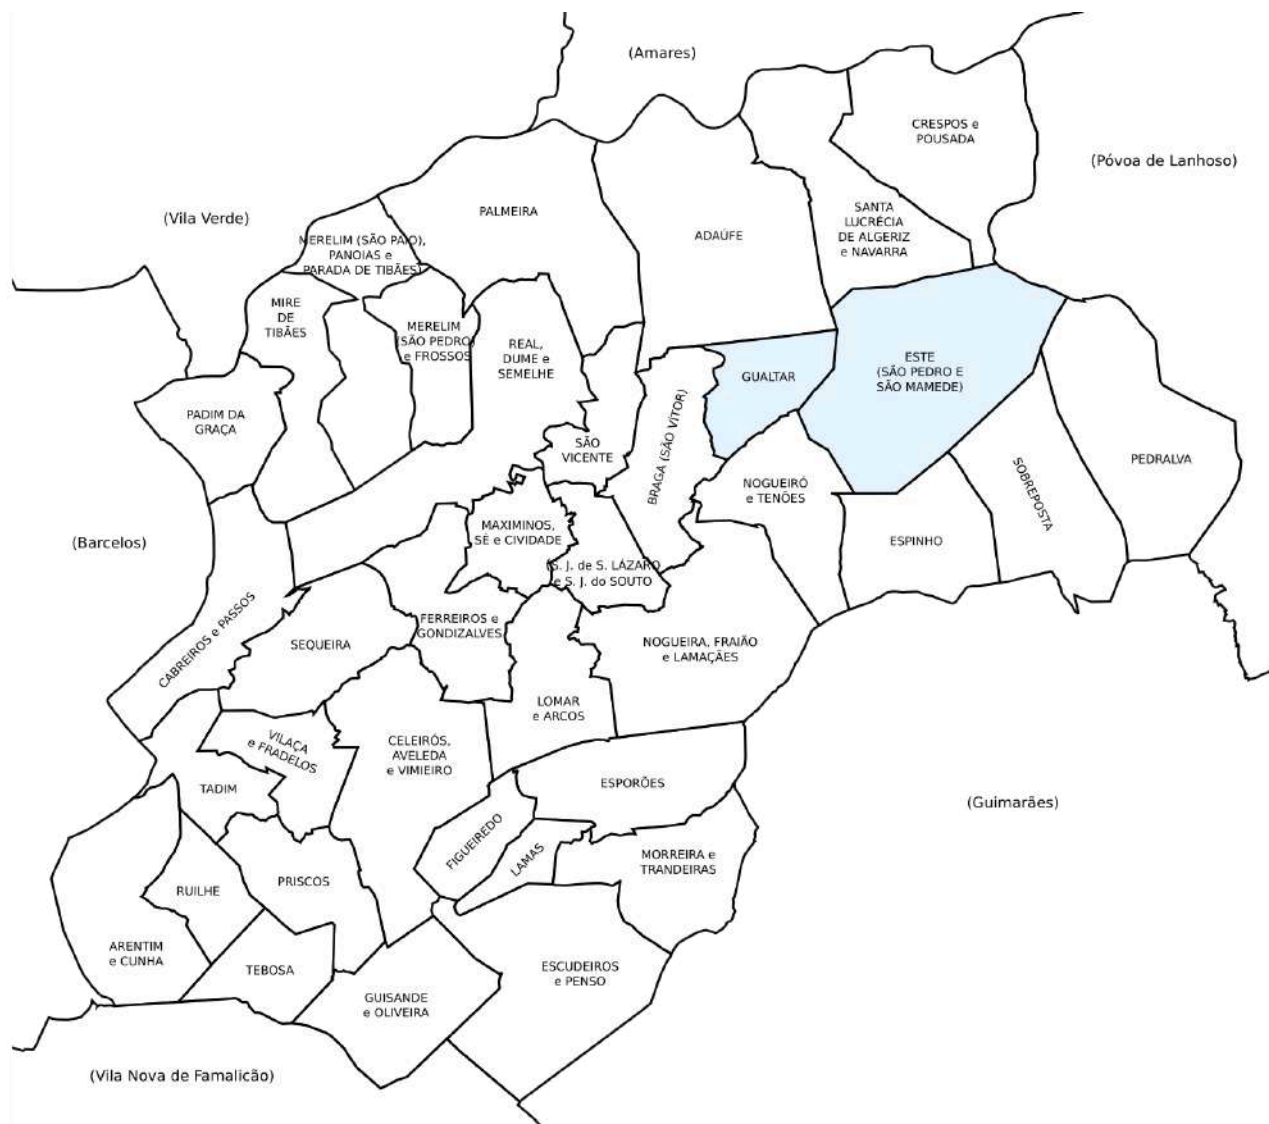 (Amares)
CRESPOS e
POUSADA
(Póvoa de Lanhoso)
(Vila Verde)
PALMEIRA
ADAÚFE
SANTA
LUCRÉCIA
DE ALGERIZ
e NAVARRA
MERELIM (SÃO PAIO),
PANOIAS e
PARADA DE TIBÃES)
MIRE
DE
TIBÃES
MERELIM
(SÃO PEDRO)
e FROSSOS
REAL,
DUME e
SEMELHE
GUALTAR
ESTE
(SÃO PEDRO E
SÃO MAMEDE)
PADIM DA
GRAÇA
SÃO
VICENTE
BRAGA (SÃO VÍTOR)
NOGUEIRÓ
e TENÕES
SOBREPOSTA
PEDRALVA
(Barcelos)
MAXIMINOS,
SÉ e CIVIDADE
ESPINHO
(S. J. de S. LÁZARO
e S. J. do SOUTO
CABREIROS e PASSOS
SEQUEIRA
FERREIROS e
GONDIZALVES
NOGUEIRA, FRAIÃO
e LAMAÇÃES
LOMAR
e ARCOS
VILAÇA
e FRADELOS
CELEIRÓS,
AVELEDA
e VIMIEIRO
TADIM
ESPORÕES
(Guimarães)
FIGUEIREDO
LAMAS
MORREIRA e
TRANDEIRAS
RUILHE
PRISCOS
ARENTIM
e CUNHA
TEBOSA
ESCUDEIROS
e PENSO
GUISANDE
e OLIVEIRA
(Vila Nova de Famalicão)